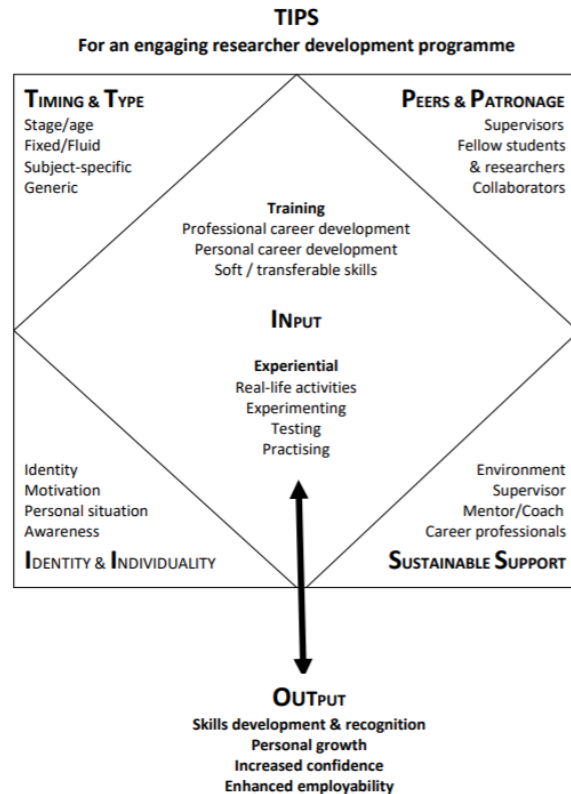 TIPS
For an engaging researcher development programme
TIMING & TYPE
Stage/age
Fixed/Fluid
Subject-specific
Generic
PEERS & PATRONAGE
Supervisors
Fellow students
& researchers
Collaborators
Training
Professional career development
Personal career development
Soft / transferable skills
INPUT
Experiential
Real-life activities
Experimenting
Testing
Practising
Identity
Motivation
Personal situation
Awareness
IDENTITY & INDIVIDUALITY
Environment
Supervisor
Mentor/Coach
Career professionals
SUSTAINABLE SUPPORT
OUTPUT
Skills development & recognition
Personal growth
Increased confidence
Enhanced employability